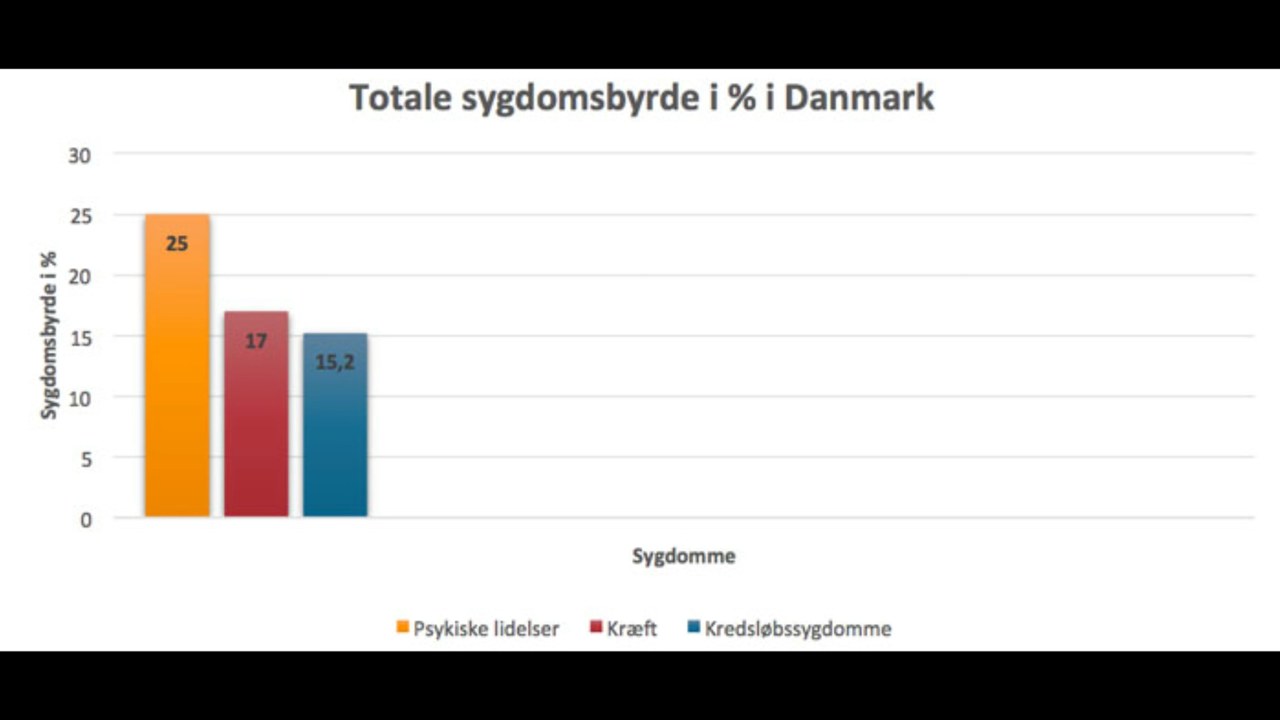 Totale sygdomsbyrde i % i Danmark
Sygdomsbyrde i %
30
25
20
15
10
5
0
25
17
15,2
Sygdomme
Psykiske lidelser Kræft Kredsløbssygdomme